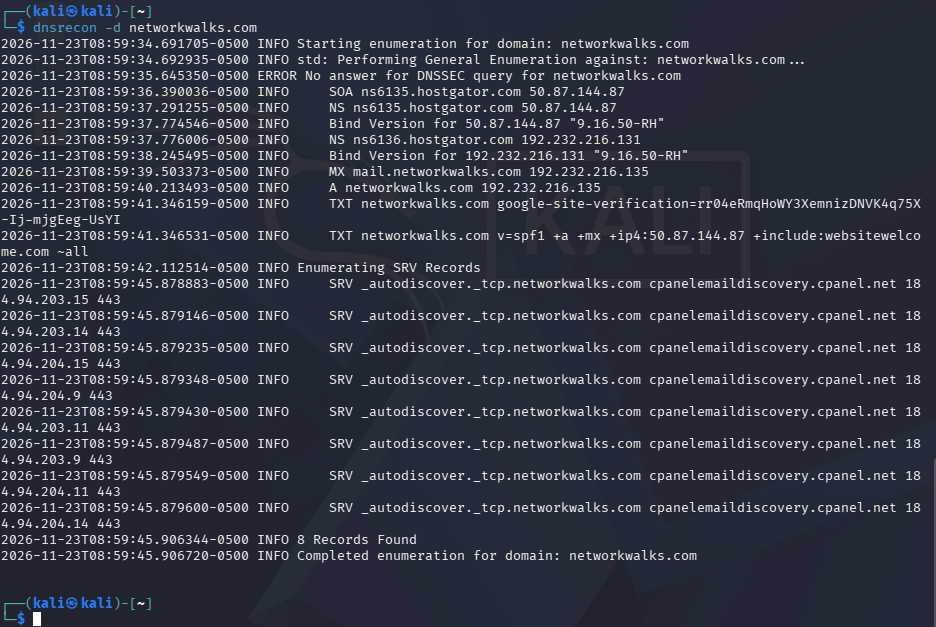 ┌──(kali㉿kali)-[~]
└─$ dnsrecon -d networkwalks.com
2026-11-23T08:59:34.691705-0500 INFO Starting enumeration for domain: networkwalks.com
2026-11-23T08:59:34.692935-0500 INFO std: Performing General Enumeration against: networkwalks.com...
2026-11-23T08:59:35.645350-0500 ERROR No answer for DNSSEC query for networkwalks.com
2026-11-23T08:59:36.390036-0500 INFO     SOA ns6135.hostgator.com 50.87.144.87
2026-11-23T08:59:37.291255-0500 INFO     NS ns6135.hostgator.com 50.87.144.87
2026-11-23T08:59:37.774546-0500 INFO     Bind Version for 50.87.144.87 "9.16.50-RH"
2026-11-23T08:59:37.776006-0500 INFO     NS ns6136.hostgator.com 192.232.216.131
2026-11-23T08:59:38.245495-0500 INFO     Bind Version for 192.232.216.131 "9.16.50-RH"
2026-11-23T08:59:39.503373-0500 INFO     MX mail.networkwalks.com 192.232.216.135
2026-11-23T08:59:40.213493-0500 INFO     A networkwalks.com 192.232.216.135
2026-11-23T08:59:41.346159-0500 INFO     TXT networkwalks.com google-site-verification=rr04eRmqHoWY3XemnizDNVK4q75X
-Ij-mjgEeg-UsYI
2026-11-23T08:59:41.346531-0500 INFO     TXT networkwalks.com v=spf1 +a +mx +ip4:50.87.144.87 +include:websitewelco
me.com ~all
2026-11-23T08:59:42.112514-0500 INFO Enumerating SRV Records
2026-11-23T08:59:45.878883-0500 INFO     SRV _autodiscover._tcp.networkwalks.com cpanelemaildiscovery.cpanel.net 18
4.94.203.15 443
2026-11-23T08:59:45.879146-0500 INFO     SRV _autodiscover._tcp.networkwalks.com cpanelemaildiscovery.cpanel.net 18
4.94.203.14 443
2026-11-23T08:59:45.879235-0500 INFO     SRV _autodiscover._tcp.networkwalks.com cpanelemaildiscovery.cpanel.net 18
4.94.204.15 443
2026-11-23T08:59:45.879348-0500 INFO     SRV _autodiscover._tcp.networkwalks.com cpanelemaildiscovery.cpanel.net 18
4.94.204.9 443
2026-11-23T08:59:45.879430-0500 INFO     SRV _autodiscover._tcp.networkwalks.com cpanelemaildiscovery.cpanel.net 18
4.94.203.11 443
2026-11-23T08:59:45.879487-0500 INFO     SRV _autodiscover._tcp.networkwalks.com cpanelemaildiscovery.cpanel.net 18
4.94.203.9 443
2026-11-23T08:59:45.879549-0500 INFO     SRV _autodiscover._tcp.networkwalks.com cpanelemaildiscovery.cpanel.net 18
4.94.204.11 443
2026-11-23T08:59:45.879600-0500 INFO     SRV _autodiscover._tcp.networkwalks.com cpanelemaildiscovery.cpanel.net 18
4.94.204.14 443
2026-11-23T08:59:45.906344-0500 INFO 8 Records Found
2026-11-23T08:59:45.906720-0500 INFO Completed enumeration for domain: networkwalks.com
┌──(kali㉿kali)-[~]
└─$
KALI